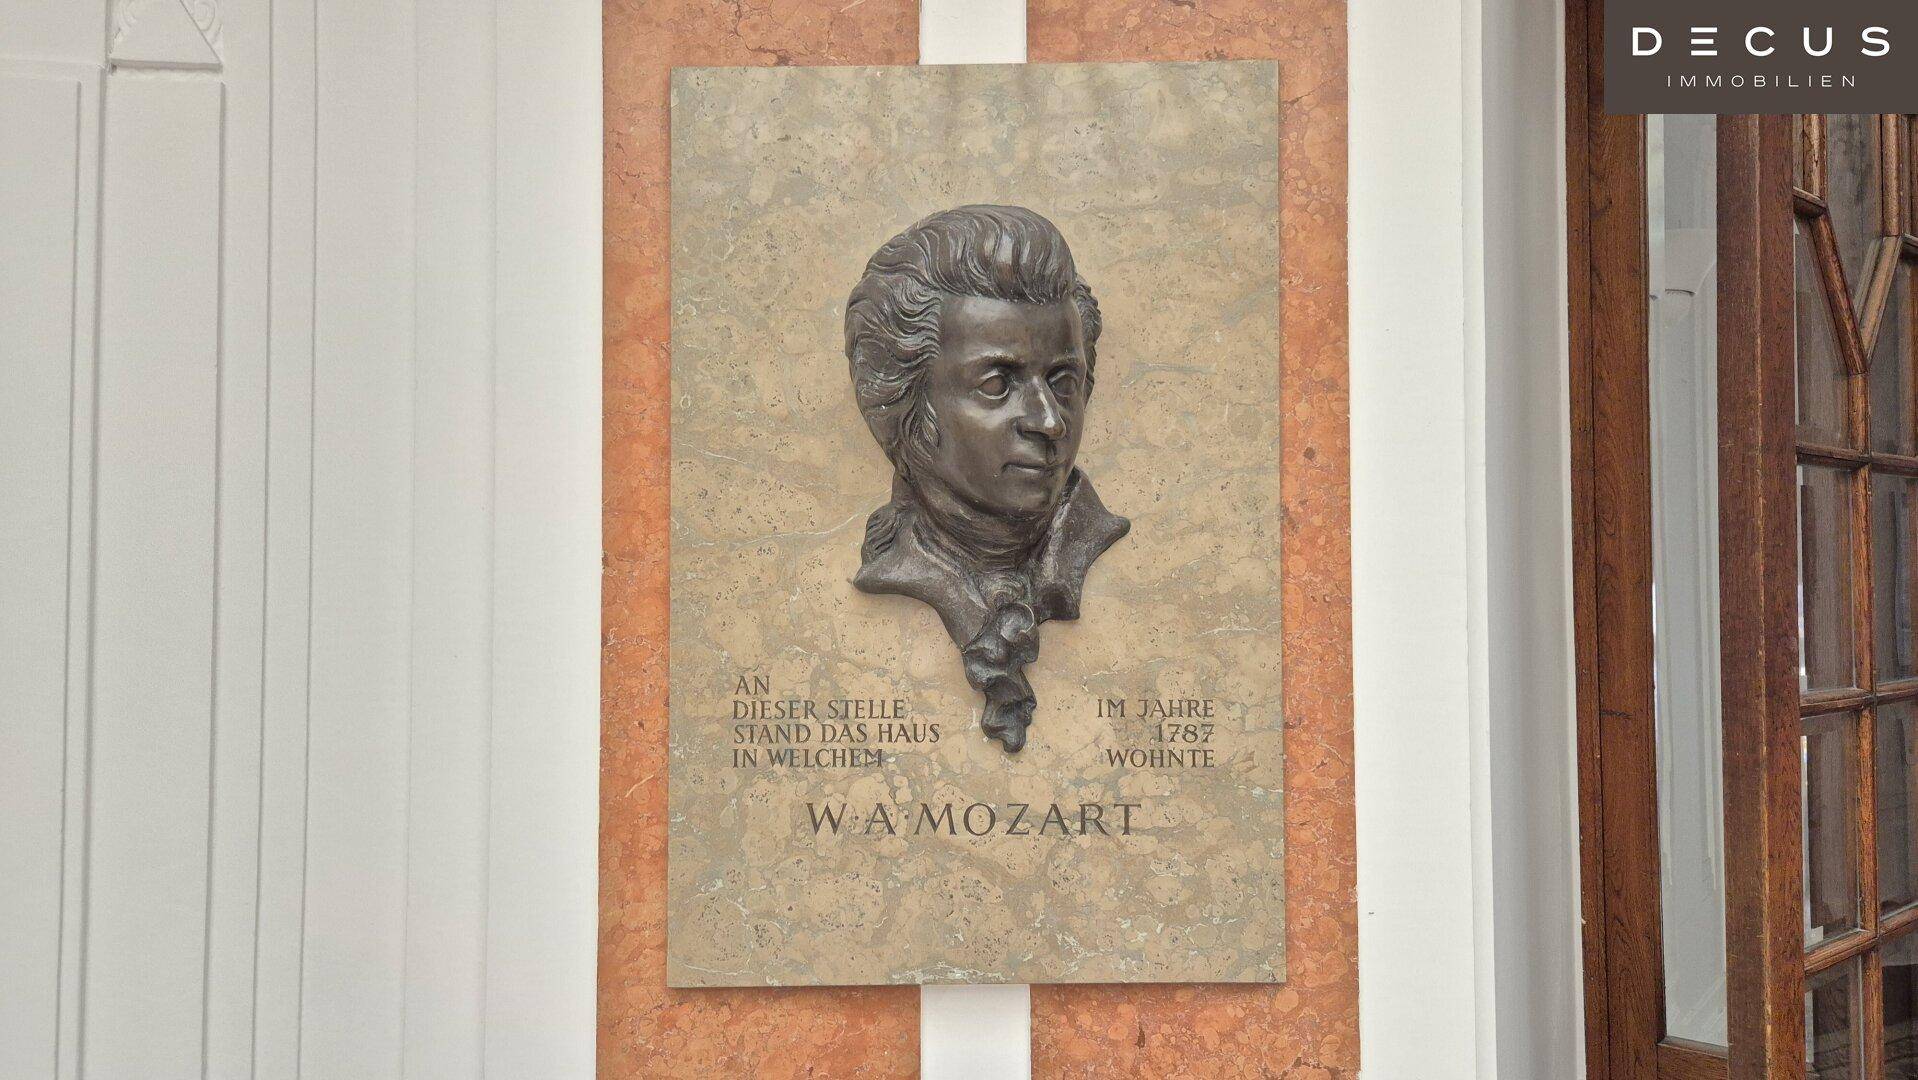 DECUS
IMMOBILIEN
AN
DIESER STELLE
STAND DAS HAUS
IN WELCHEM
IM JAHRE
1787
WOHNTE
W·A·MOZART